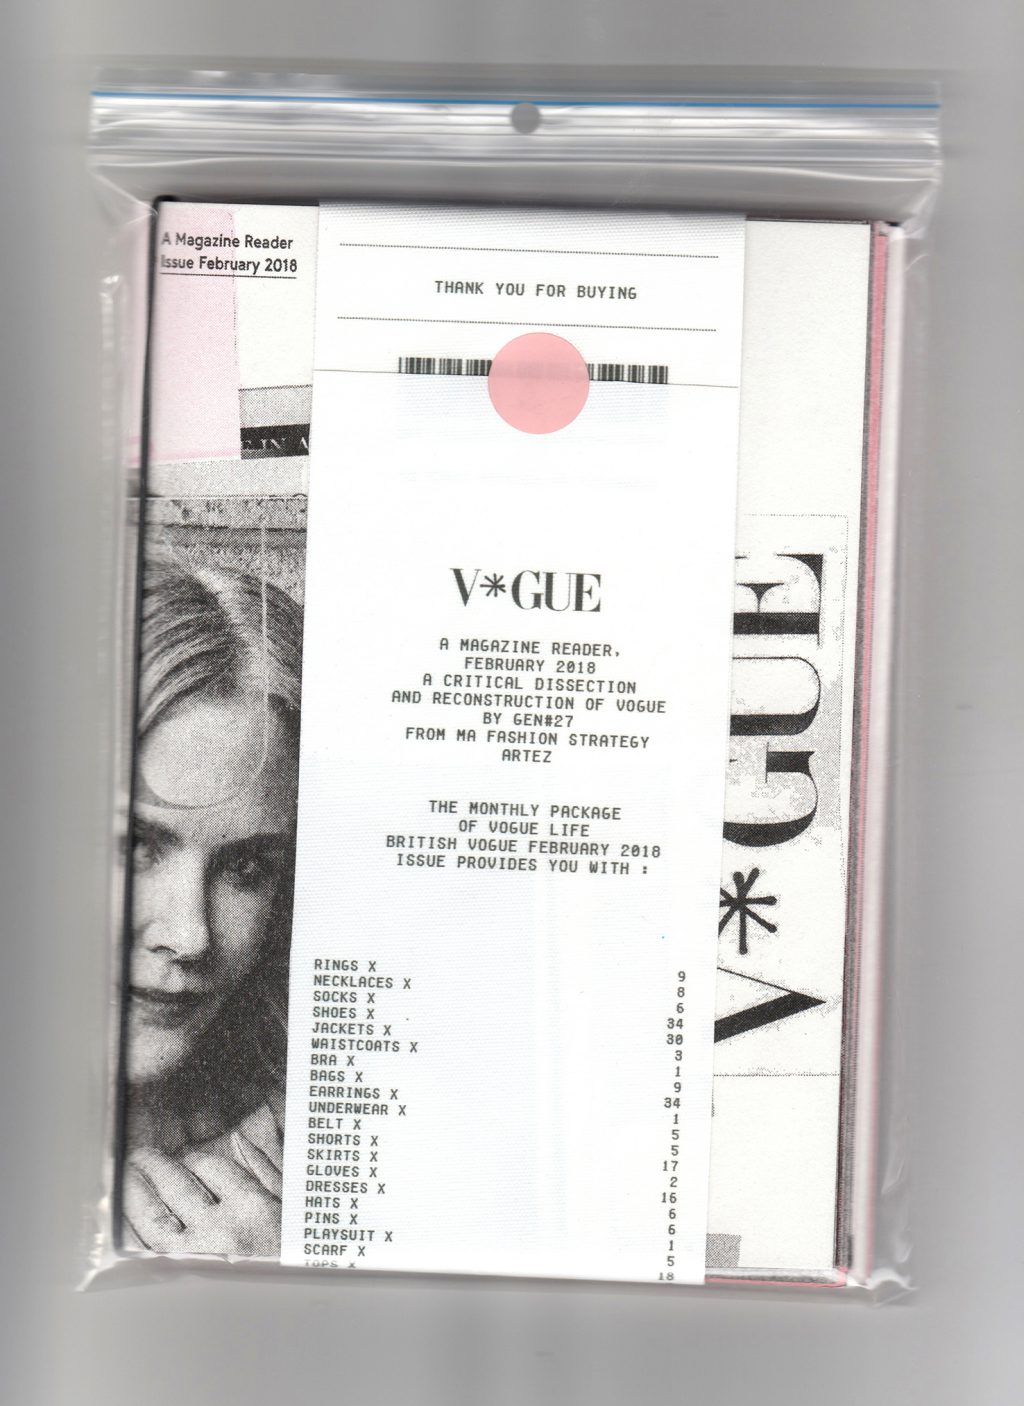 A Magazine Reader
Issue February 2018
THANK YOU FOR BUYING
E IN A
V*GUE
A MAGAZINE READER,
FEBRUARY 2018
A CRITICAL DISSECTION
AND RECONSTRUCTION OF VOGUE
BY GEN#27
FROM MA FASHION STRATEGY
ARTEZ
THE MONTHLY PACKAGE
OF VOGUE LIFE
BRITISH VOGUE FEBRUARY 2018
ISSUE PROVIDES YOU WITH :
RINGS X 9
NECKLACES X 8
SOCKS X 6
SHOES X 34
JACKETS X 30
WAISTCOATS X 3
BRA X 1
BAGS X 9
EARRINGS X 34
UNDERWEAR X 1
BELT X 5
SHORTS X 5
SKIRTS X 17
GLOVES X 2
DRESSES X 16
HATS X 6
PINS X 6
PLAYSUIT X 1
SCARF X 5
TOPS X 18
V*GUE